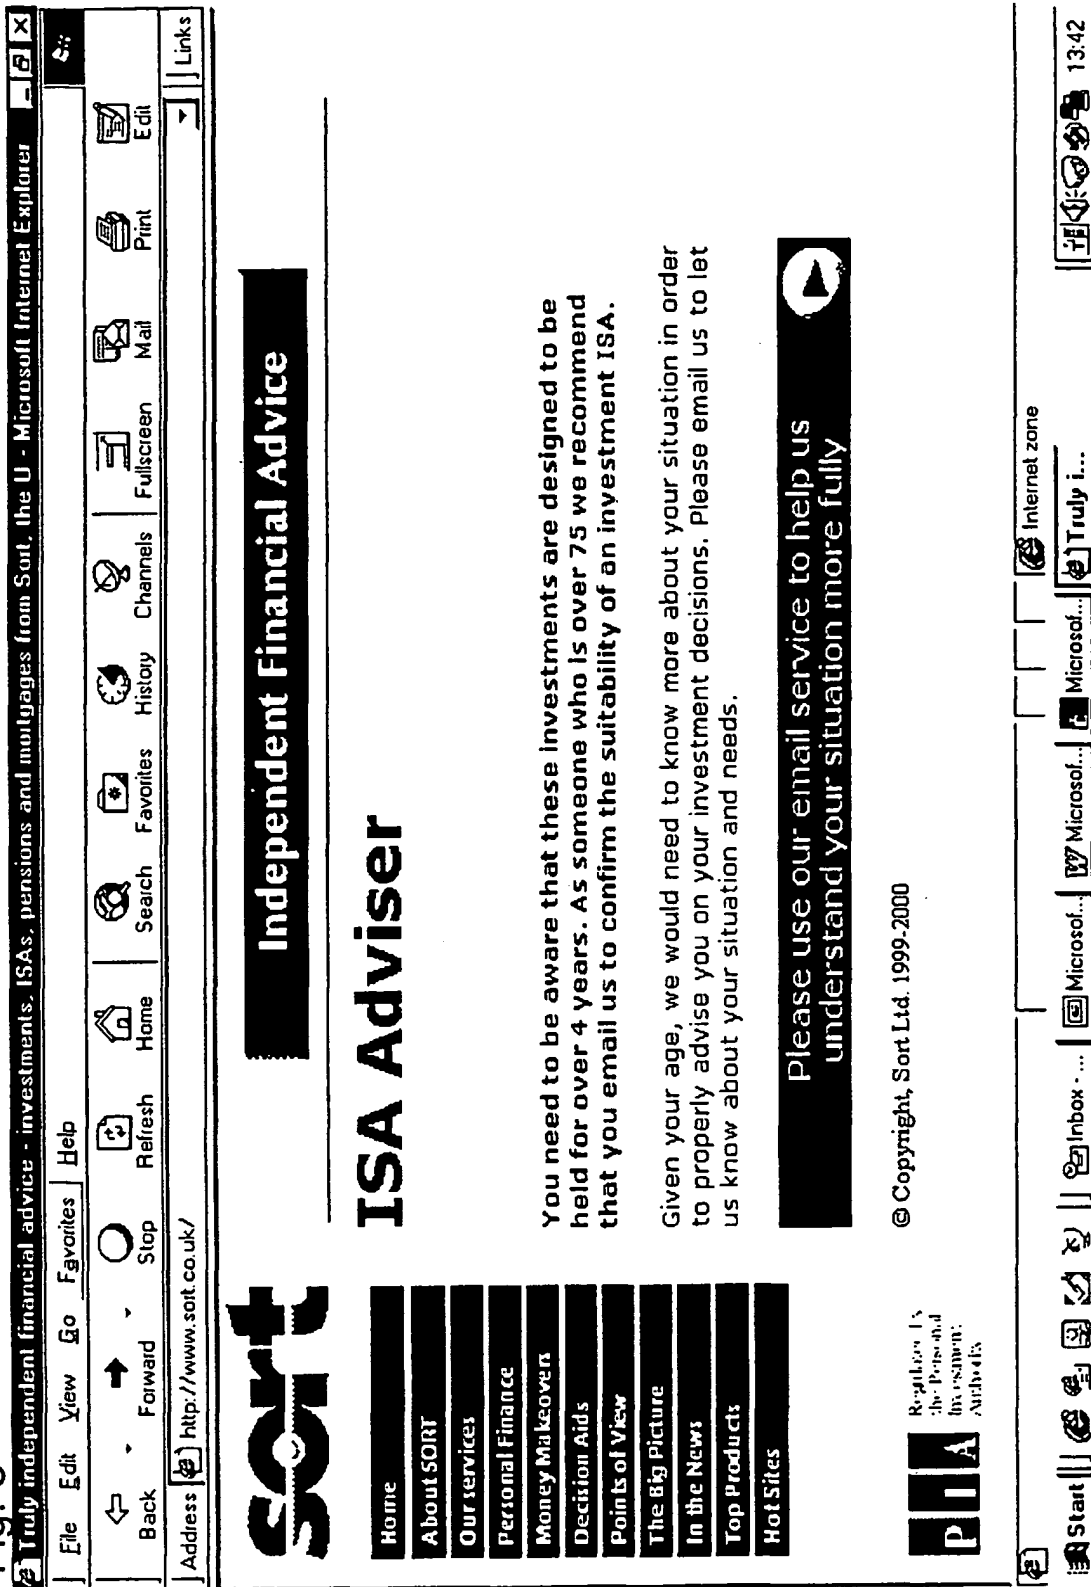 Truly independent financial advice - investments, ISAs, pensions and mortgages from Sort, the U - Microsoft Internet Explorer
File Edit View Go Favorites Help
Back Forward Stop Refresh Home Search Favorites History Channels Fullscreen Mail Print Edit
Address http://www.sort.co.uk/ Links
sort
Independent Financial Advice
Home
About SORT
Our services
Personal Finance
Money Makeovers
Decision Aids
Points of View
The Big Picture
In the News
Top Products
Hot Sites
ISA Adviser
You need to be aware that these investments are designed to be
held for over 4 years. As someone who is over 75 we recommend
that you email us to confirm the suitability of an investment ISA.
Given your age, we would need to know more about your situation in order
to properly advise you on your investment decisions. Please email us to let
us know about your situation and needs.
Please use our email service to help us
understand your situation more fully
PIA
Regulated by
the Personal
Investment
Authority
© Copyright, Sort Ltd. 1999-2000
Internet zone
Start Inbox - ... Microsof... Microsof... Microsof... Truly i... 13:42